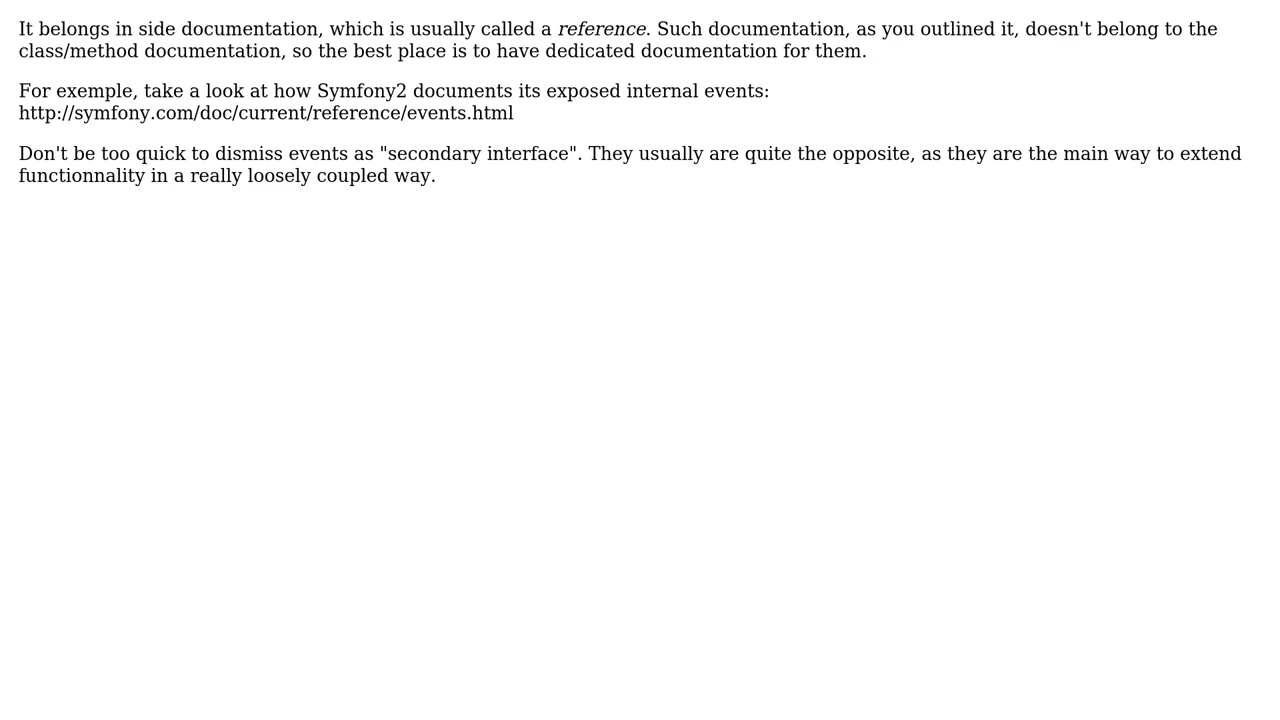 It belongs in side documentation, which is usually called a reference. Such documentation, as you outlined it, doesn't belong to the
class/method documentation, so the best place is to have dedicated documentation for them.
For exemple, take a look at how Symfony2 documents its exposed internal events:
http://symfony.com/doc/current/reference/events.html
Don't be too quick to dismiss events as "secondary interface". They usually are quite the opposite, as they are the main way to extend
functionnality in a really loosely coupled way.